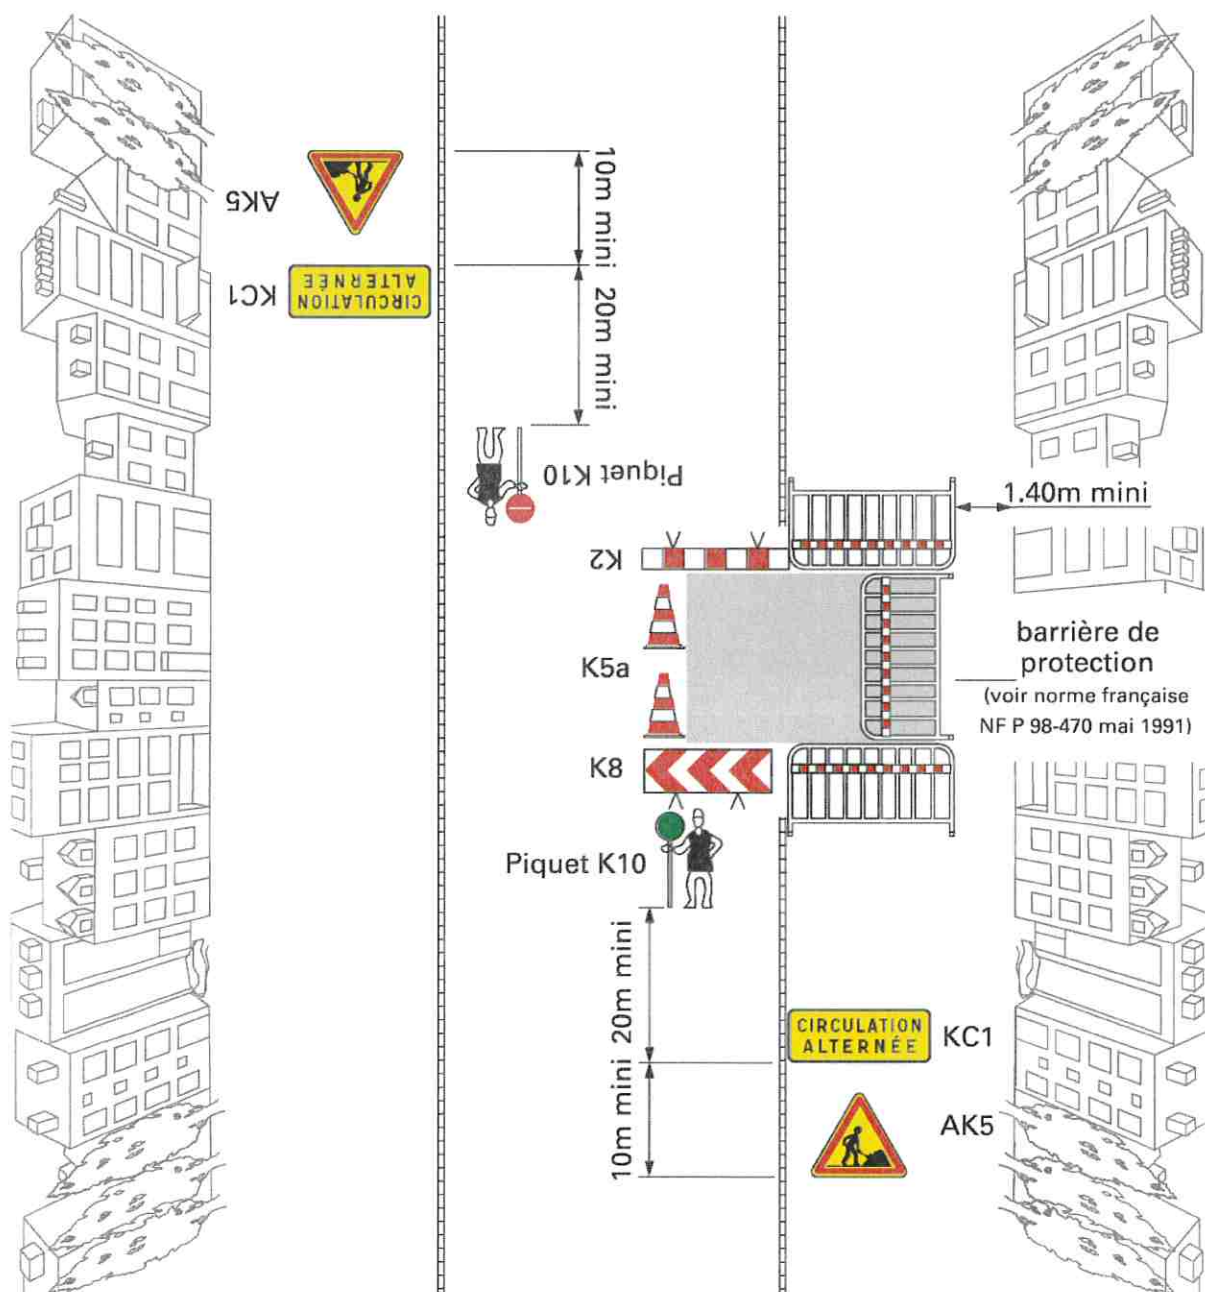 10m mini
AK5
CIRCULATION
ALTERNÉE
KC1
20m mini
Piquet K10
1.40m mini
K2
K5a
barrière de
protection
(voir norme française
NF P 98-470 mai 1991)
K8
Piquet K10
20m mini
CIRCULATION
ALTERNÉE
KC1
10m mini
AK5